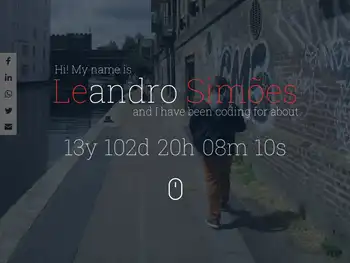 Hi! My name is
Leandro Simões
and I have been coding for about
13y 102d 20h 08m 10s